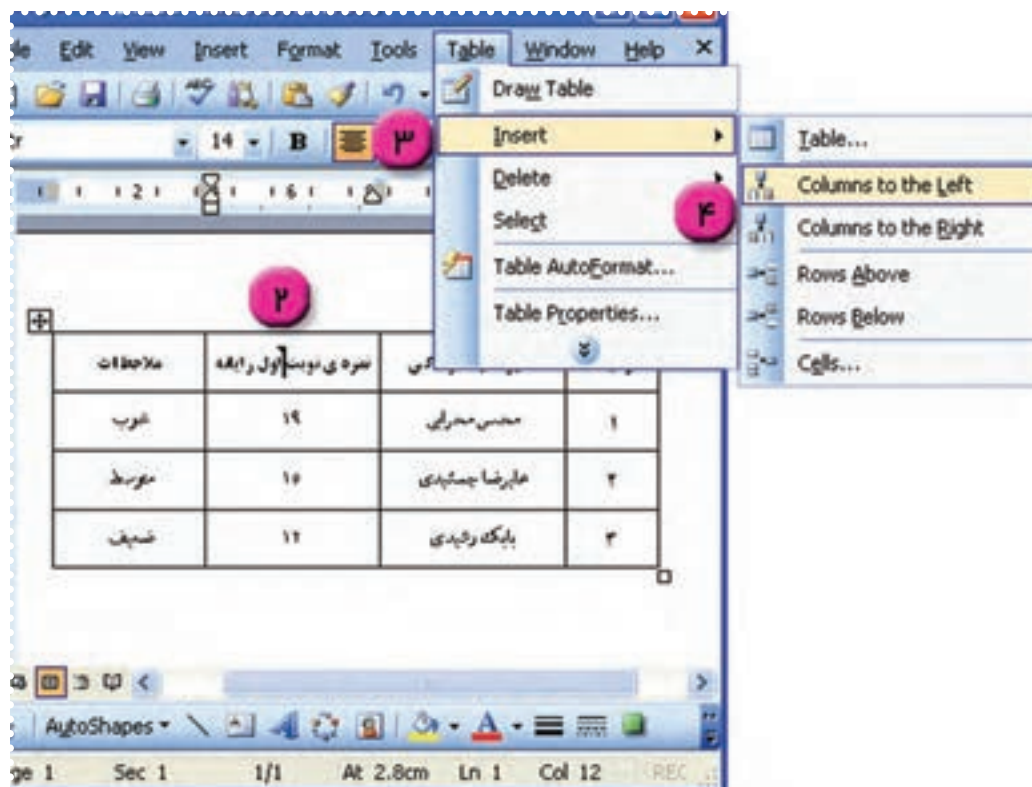 Edit View Insert Format Tools Table Window Help ×
14 B ۳
Draw Table
Insert
Delete
Select
Table AutoFormat...
Table Properties...
Table...
۴ Columns to the Left
Columns to the Right
Rows Above
Rows Below
Cells...
2 6
۲
نمره ی نوبت اول رایانه ملاحظات
۱ محسن محرابی ۱۹ خوب
۲ علیرضا جمشیدی ۱۶ متوسط
۳ بابک رشیدی ۱۲ ضعیف
AutoShapes
1 Sec 1 1/1 At 2.8cm Ln 1 Col 12 REC